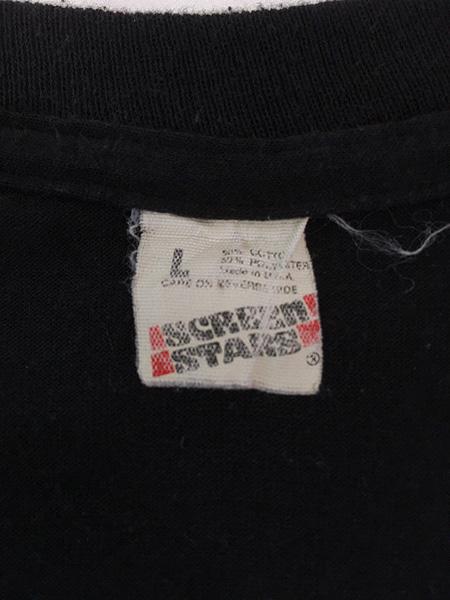 L
50% COTTON
50% POLYESTER
Made in U.S.A.
CARE ON REVERSE SIDE
SCREEN
STARS
®